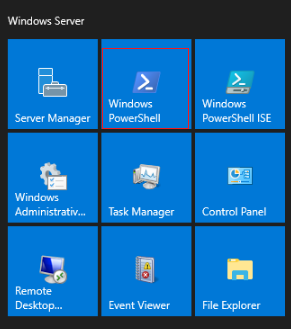 Windows Server
Server Manager
Windows
PowerShell
Windows
PowerShell ISE
Windows
Administrativ...
Task Manager
Control Panel
Remote
Desktop...
Event Viewer
File Explorer